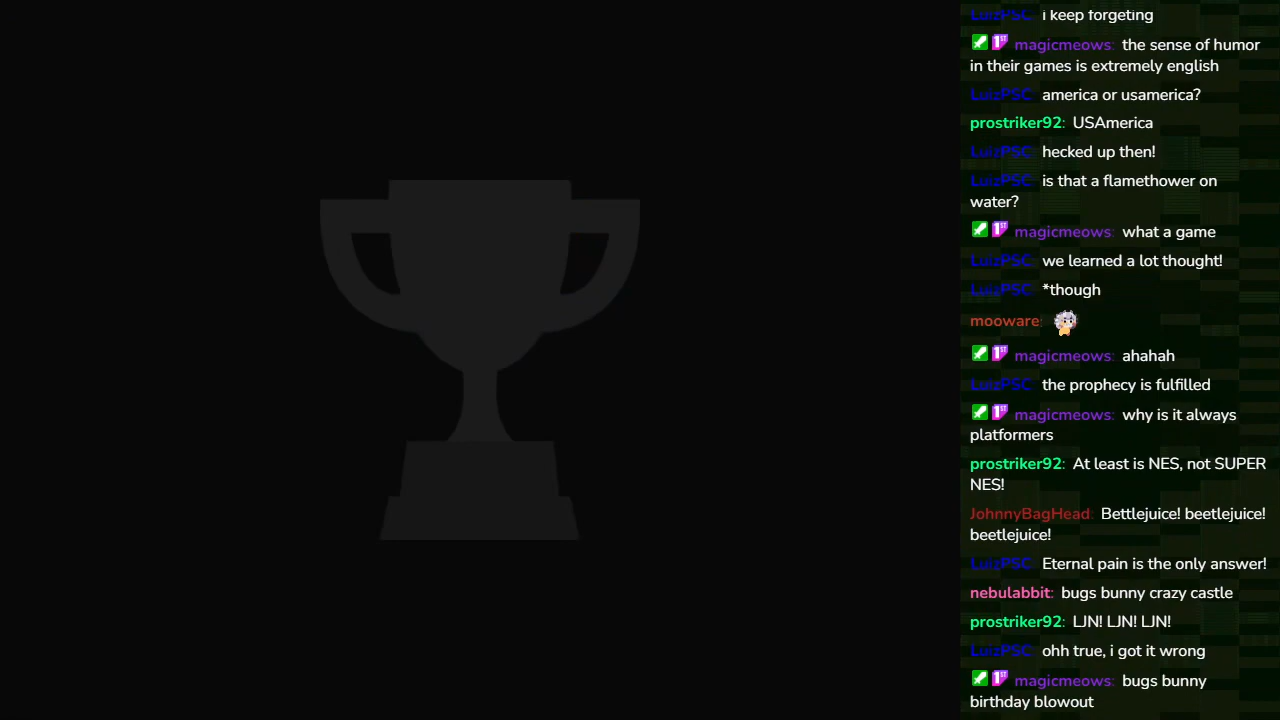 LuizPSC: i keep forgeting
magicmeows: the sense of humor
in their games is extremely english
LuizPSC: america or usamerica?
prostriker92: USAmerica
LuizPSC: hecked up then!
LuizPSC: is that a flamethower on
water?
magicmeows: what a game
LuizPSC: we learned a lot thought!
LuizPSC: *though
mooware:
magicmeows: ahahah
LuizPSC: the prophecy is fulfilled
magicmeows: why is it always
platformers
prostriker92: At least is NES, not SUPER
NES!
JohnnyBagHead: Bettlejuice! beetlejuice!
beetlejuice!
LuizPSC: Eternal pain is the only answer!
nebulabbit: bugs bunny crazy castle
prostriker92: LJN! LJN! LJN!
LuizPSC: ohh true, i got it wrong
magicmeows: bugs bunny
birthday blowout